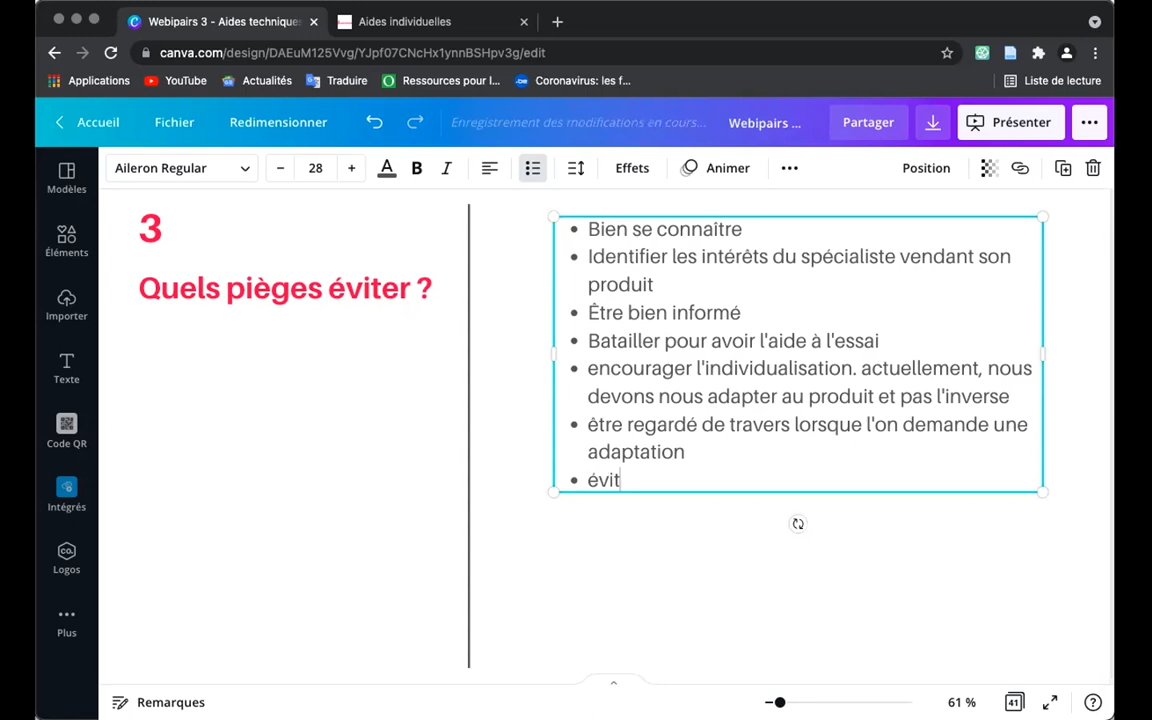 Webipairs 3 - Aides technique
Aides individuelles
canva.com/design/DAEuM125Vvg/YJpf07CNcHx1ynnBSHpv3g/edit
Applications
YouTube
Actualités
Traduire
Ressources pour l...
Coronavirus: les f...
Liste de lecture
Accueil
Fichier
Redimensionner
Enregistrement des modifications en cours...
Webipairs ...
Partager
Présenter
Aileron Regular
28
Effets
Animer
Position
Modèles
Éléments
Importer
Texte
Code QR
Intégrés
co.
Logos
Plus
3
Quels pièges éviter ?
• Bien se connaître
• Identifier les intérêts du spécialiste vendant son
produit
• Être bien informé
• Batailler pour avoir l'aide à l'essai
• encourager l'individualisation. actuellement, nous
devons nous adapter au produit et pas l'inverse
• être regardé de travers lorsque l'on demande une
adaptation
• évit
Remarques
61 %
41